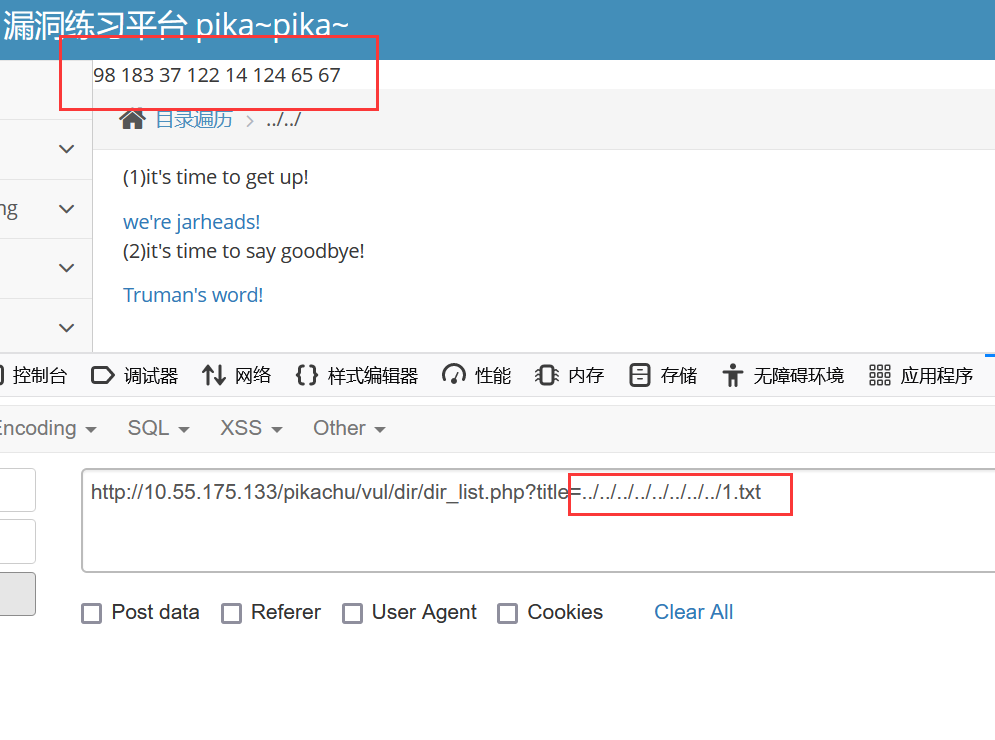 漏洞练习平台 pika~pika~
98 183 37 122 14 124 65 67
目录遍历 > ../../
(1)it's time to get up!
ng
we're jarheads!
(2)it's time to say goodbye!
Truman's word!
控制台 调试器 网络 {} 样式编辑器 性能 内存 存储 无障碍环境 应用程序
Encoding SQL XSS Other
http://10.55.175.133/pikachu/vul/dir/dir_list.php?title=../../../../../../../../1.txt
Post data Referer User Agent Cookies Clear All